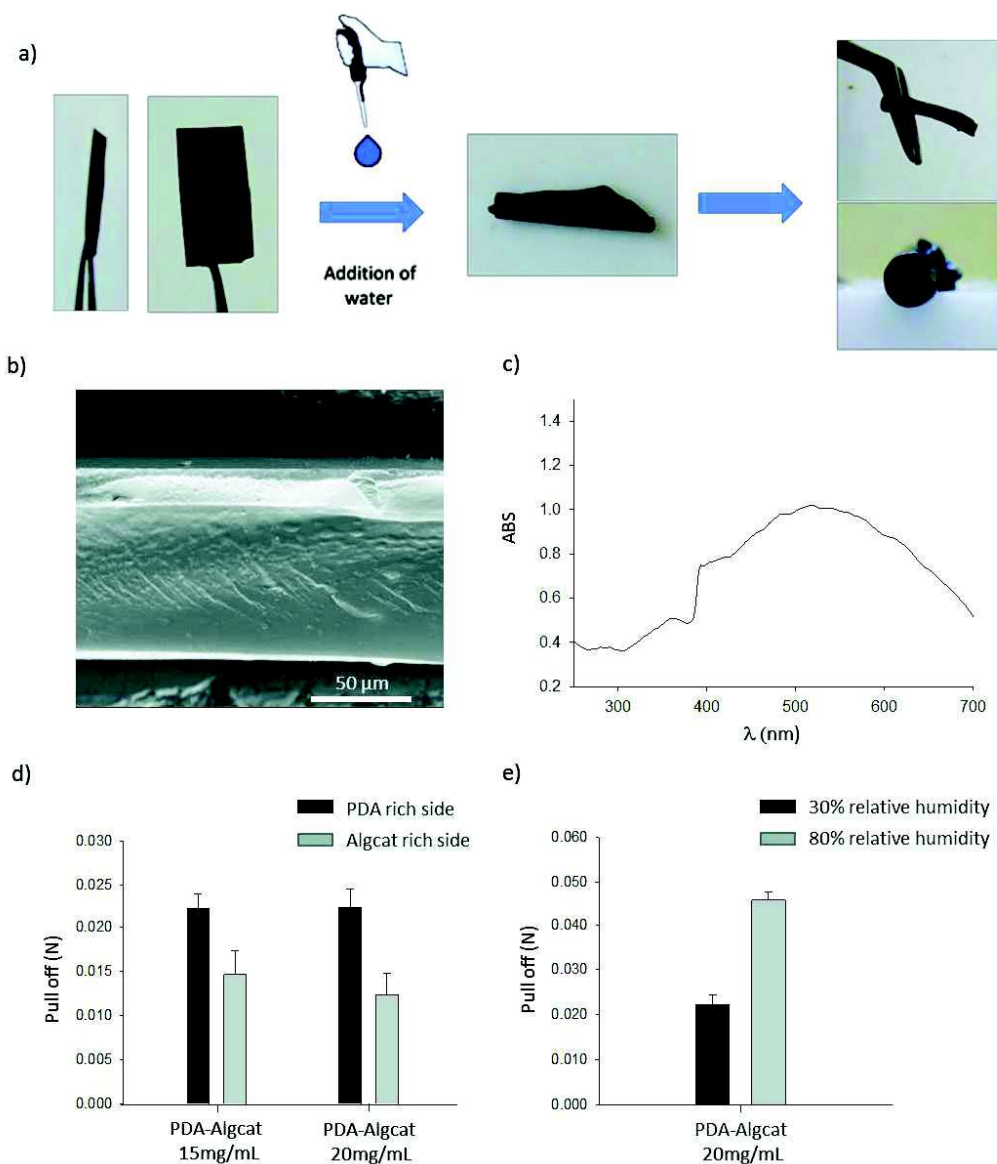 a)
Addition of
water
b)
50 µm
c)
ABS
1.4
1.2
1.0
0.8
0.6
0.4
0.2
300 400 500 600 700
λ (nm)
d)
PDA rich side
Algcat rich side
Pull off (N)
0.030
0.025
0.020
0.015
0.010
0.005
0.000
PDA-Algcat
15mg/mL
PDA-Algcat
20mg/mL
e)
30% relative humidity
80% relative humidity
Pull off (N)
0.060
0.050
0.040
0.030
0.020
0.010
0.000
PDA-Algcat
20mg/mL